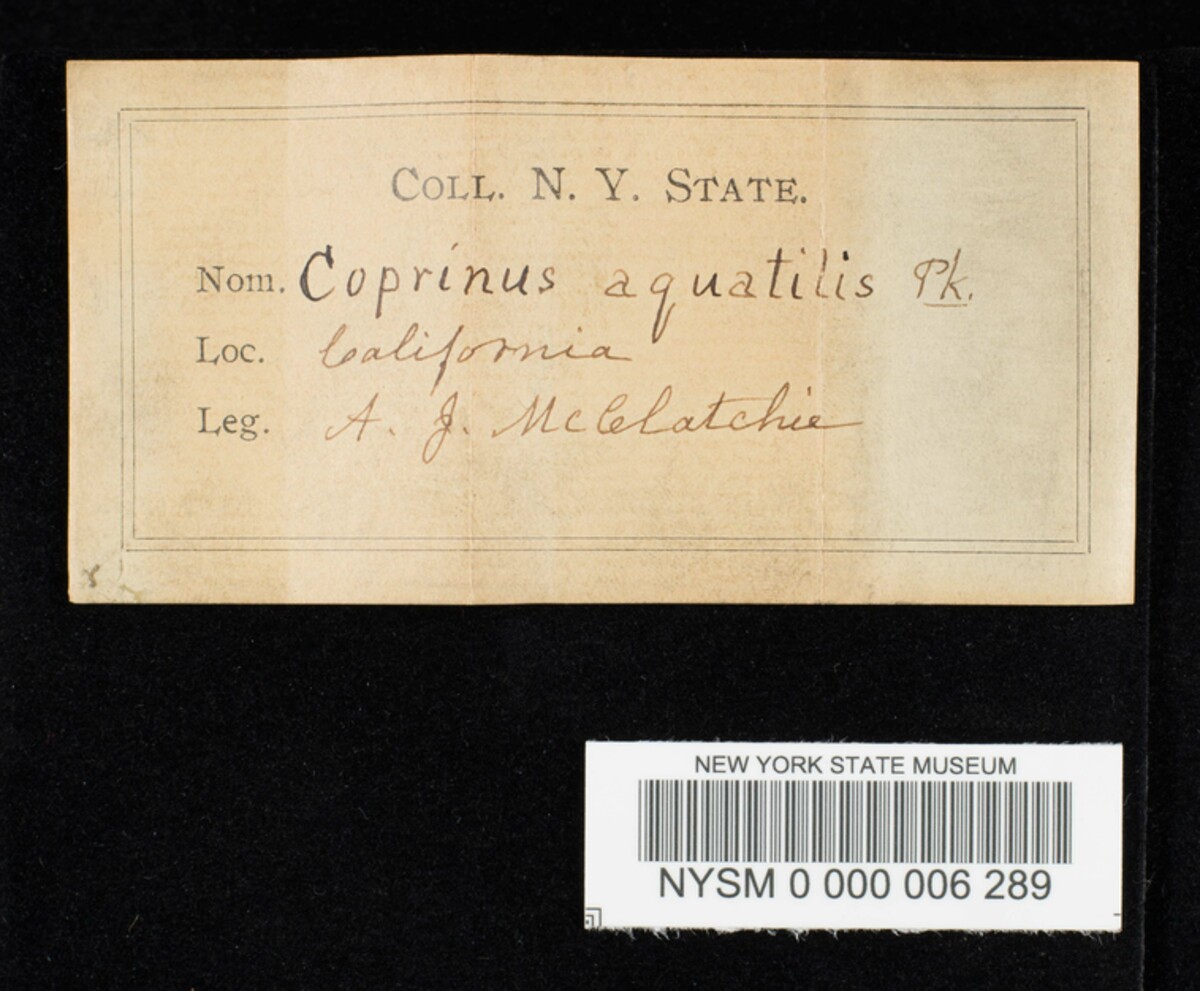 COLL. N. Y. STATE.
Nom. Coprinus aquatilis Pk.
Loc. California
Leg. A. J. McClatchie
NEW YORK STATE MUSEUM
NYSM 0 000 006 289